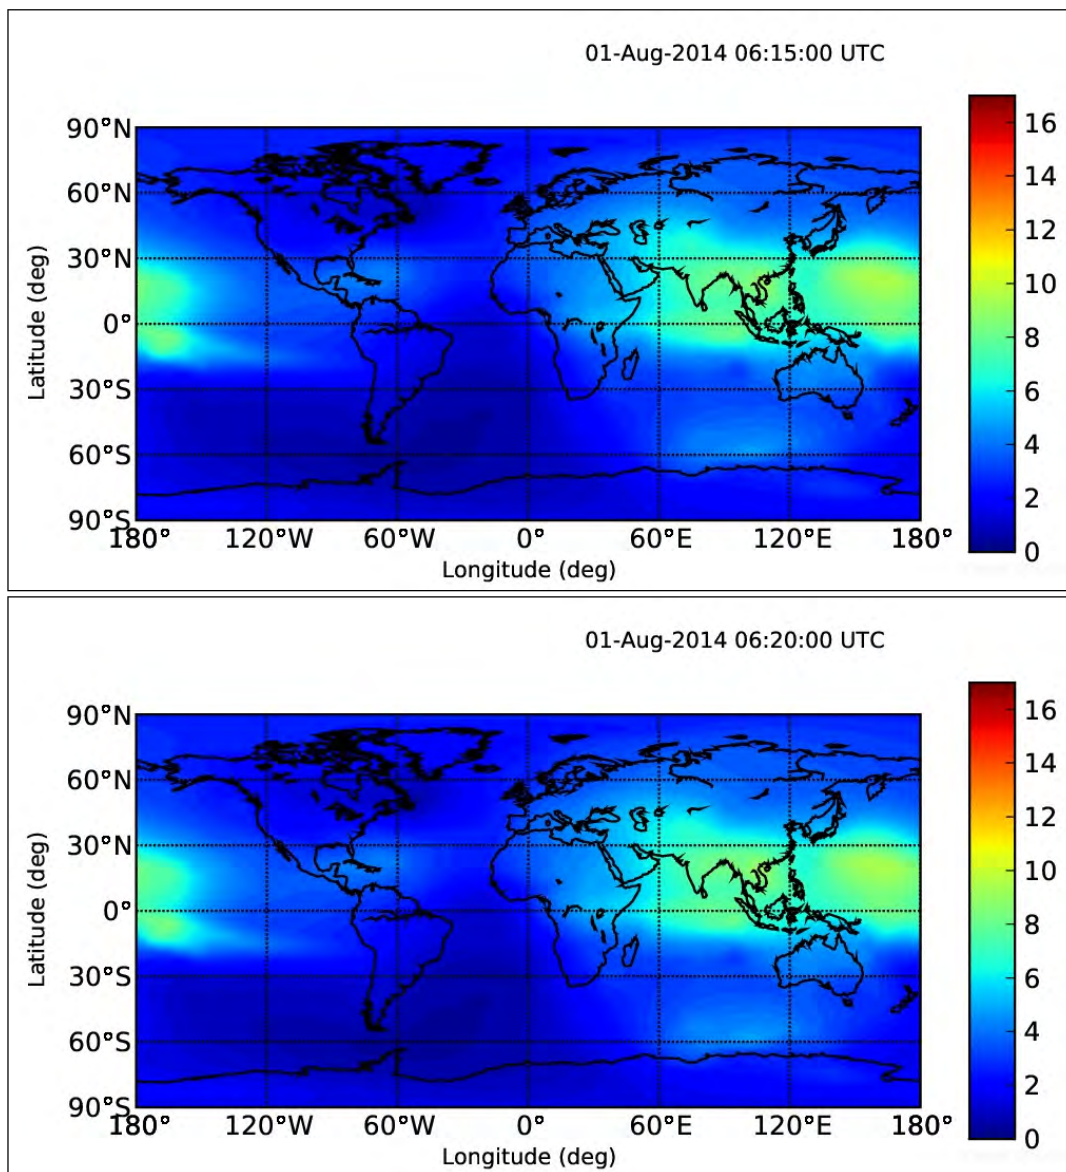 01-Aug-2014 06:15:00 UTC
90°N
60°N
30°N
0°
30°S
60°S
90°S
Latitude (deg)
180° 120°W 60°W 0° 60°E 120°E 180°
Longitude (deg)
16
14
12
10
8
6
4
2
0
01-Aug-2014 06:20:00 UTC
90°N
60°N
30°N
0°
30°S
60°S
90°S
Latitude (deg)
180° 120°W 60°W 0° 60°E 120°E 180°
Longitude (deg)
16
14
12
10
8
6
4
2
0